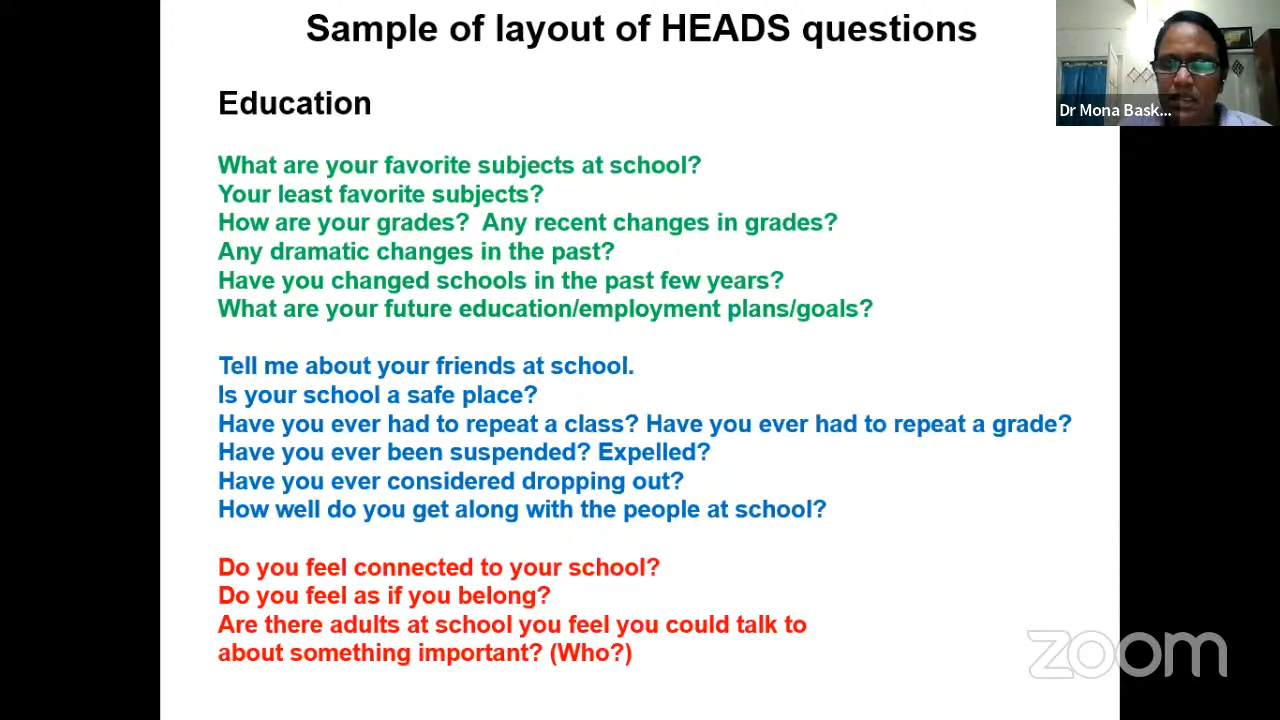 Sample of layout of HEADS questions
Dr Mona Bask...
Education
What are your favorite subjects at school?
Your least favorite subjects?
How are your grades?  Any recent changes in grades?
Any dramatic changes in the past?
Have you changed schools in the past few years?
What are your future education/employment plans/goals?
Tell me about your friends at school.
Is your school a safe place?
Have you ever had to repeat a class? Have you ever had to repeat a grade?
Have you ever been suspended? Expelled?
Have you ever considered dropping out?
How well do you get along with the people at school?
Do you feel connected to your school?
Do you feel as if you belong?
Are there adults at school you feel you could talk to
about something important? (Who?)
zoom